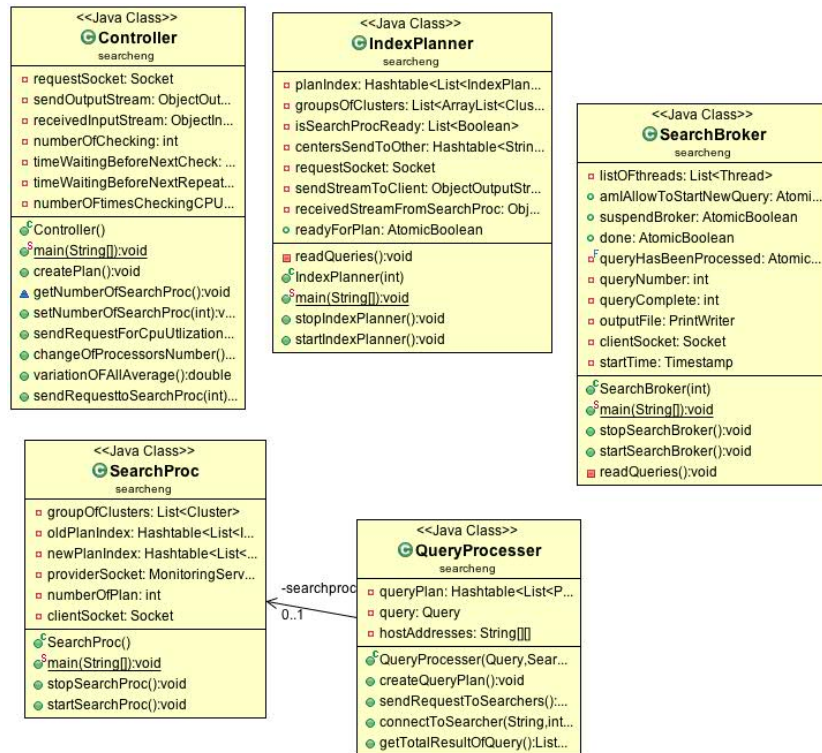 <<Java Class>>
Controller
searcheng
requestSocket: Socket
sendOutputStream: ObjectOut...
receivedInputStream: ObjectIn...
numberOfChecking: int
timeWaitingBeforeNextCheck: ...
timeWaitingBeforeNextRepeat...
numberOFtimesCheckingCPU...
Controller()
main(String[]):void
createPlan():void
getNumberOfSearchProc():void
setNumberOfSearchProc(int):v...
sendRequestForCpuUtlization...
changeOfProcessorsNumber()...
variationOFAllAverage():double
sendRequesttoSearchProc(int)...
<<Java Class>>
IndexPlanner
searcheng
planIndex: Hashtable<List<IndexPlan...
groupsOfClusters: List<ArrayList<Clus...
isSearchProcReady: List<Boolean>
centersSendToOther: Hashtable<Strin...
requestSocket: Socket
sendStreamToClient: ObjectOutputStr...
receivedStreamFromSearchProc: Obj...
readyForPlan: AtomicBoolean
readQueries():void
IndexPlanner(int)
main(String[]):void
stopIndexPlanner():void
startIndexPlanner():void
<<Java Class>>
SearchBroker
searcheng
listOFthreads: List<Thread>
amIAllowToStartNewQuery: Atomi...
suspendBroker: AtomicBoolean
done: AtomicBoolean
queryHasBeenProcessed: Atomic...
queryNumber: int
queryComplete: int
outputFile: PrintWriter
clientSocket: Socket
startTime: Timestamp
SearchBroker(int)
main(String[]):void
stopSearchBroker():void
startSearchBroker():void
readQueries():void
<<Java Class>>
SearchProc
searcheng
groupOfClusters: List<Cluster>
oldPlanIndex: Hashtable<List<I...
newPlanIndex: Hashtable<List<...
providerSocket: MonitoringServ...
numberOfPlan: int
clientSocket: Socket
SearchProc()
main(String[]):void
stopSearchProc():void
startSearchProc():void
-searchproc
0..1
<<Java Class>>
QueryProcesser
searcheng
queryPlan: Hashtable<List<P...
query: Query
hostAddresses: String[][]
QueryProcesser(Query,Sear...
createQueryPlan():void
sendRequestToSearchers():...
connectToSearcher(String,int...
getTotalResultOfQuery():List...